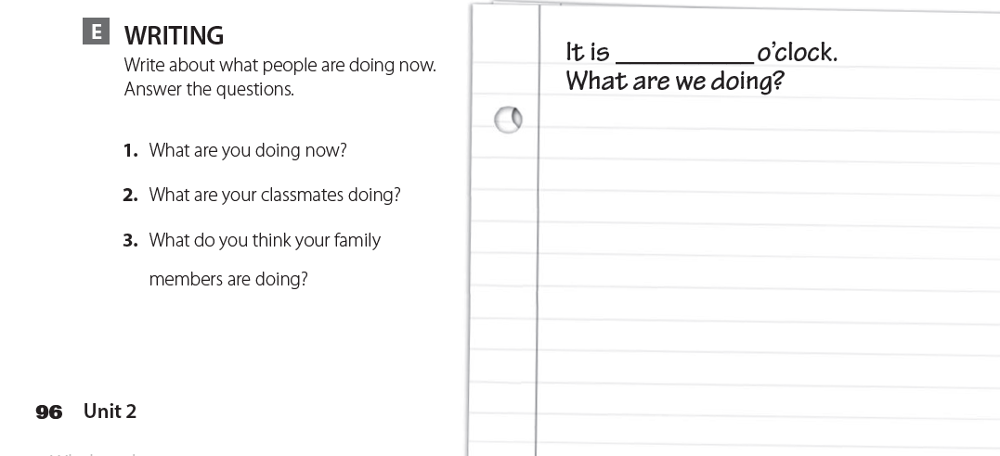 E WRITING
Write about what people are doing now.
Answer the questions.
1. What are you doing now?
2. What are your classmates doing?
3. What do you think your family
members are doing?
96 Unit 2
It is __________ o'clock.
What are we doing?